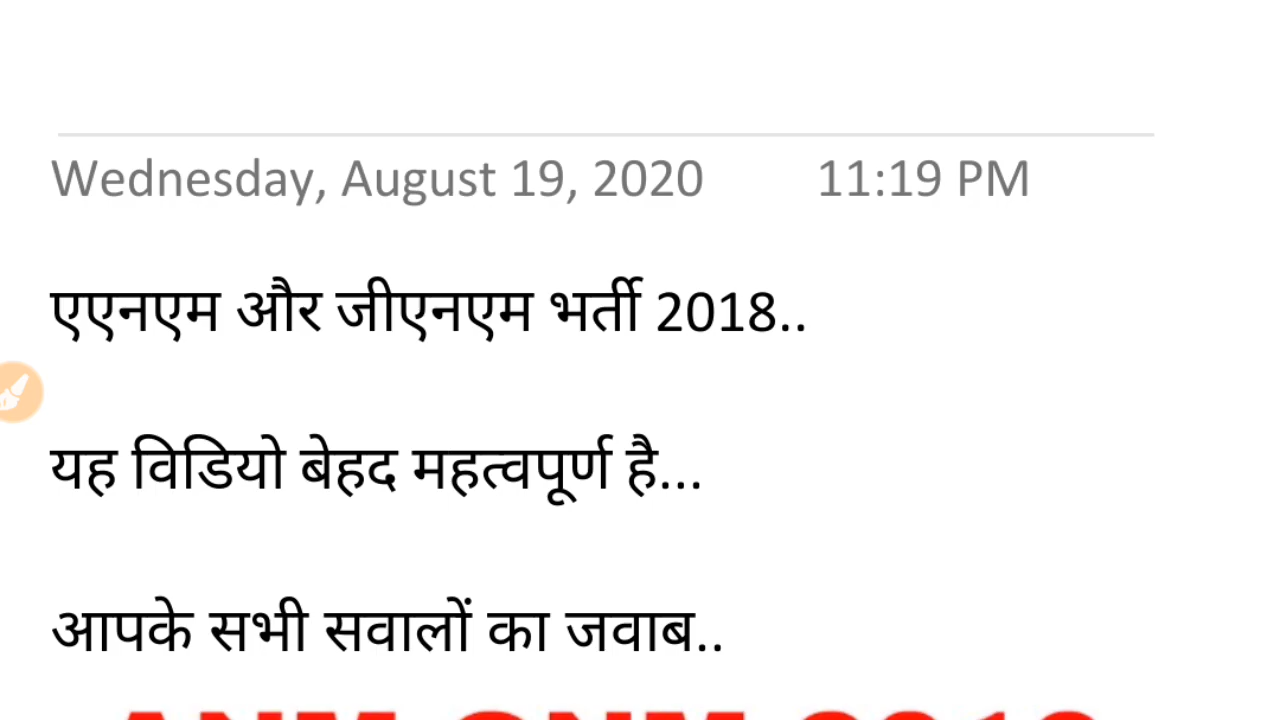 Wednesday, August 19, 2020 11:19 PM
एएनएम और जीएनएम भर्ती 2018..
यह विडियो बेहद महत्वपूर्ण है...
आपके सभी सवालों का जवाब..